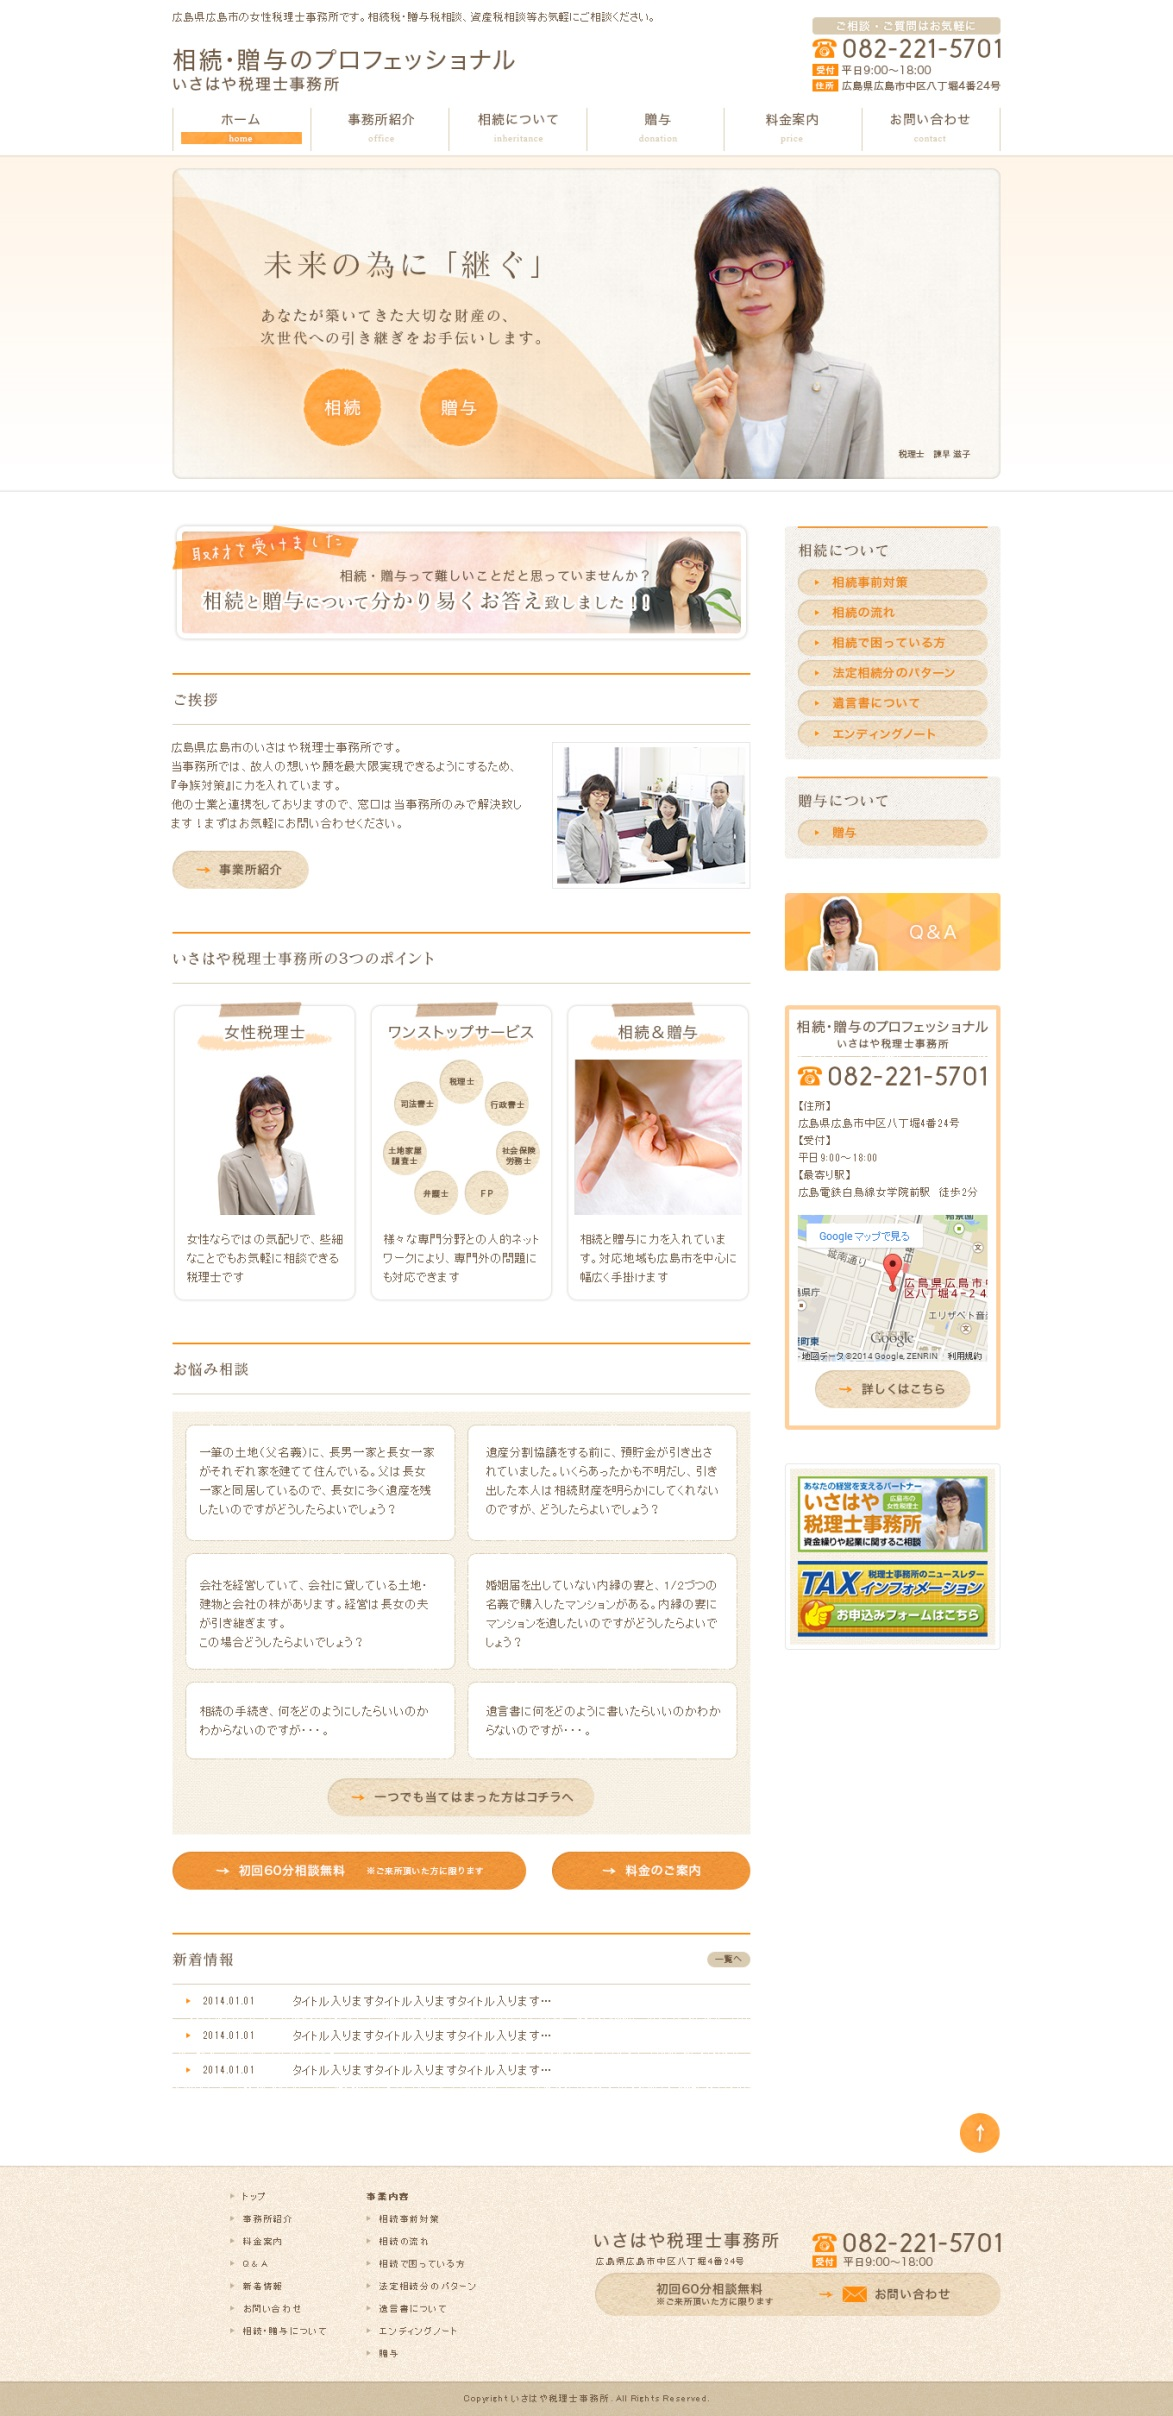 広島県広島市の女性税理士事務所です。相続税・贈与税相談、資産税相談等お気軽にご相談ください。
相続・贈与のプロフェッショナル
いさはや税理士事務所
ご相談・ご質問はお気軽に
082-221-5701
受付 平日9:00〜18:00
住所 広島県広島市中区八丁堀4番24号
ホーム 事務所紹介 相続について 贈与 料金案内 お問い合わせ
home office inheritance donation price contact
未来の為に「継ぐ」
あなたが築いてきた大切な財産の、
次世代への引き継ぎをお手伝いします。
相続 贈与
税理士 諫早 滋子
取材を受けました
相続・贈与って難しいことだと思っていませんか？
相続と贈与について分かり易くお答え致しました！！
ご挨拶
広島県広島市のいさはや税理士事務所です。
当事務所では、故人の想いや願を最大限実現できるようにするため、
『争族対策』に力を入れています。
他の士業と連携をしておりますので、窓口は当事務所のみで解決致し
ます！まずはお気軽にお問い合わせください。
事業所紹介
いさはや税理士事務所の3つのポイント
女性税理士
女性ならではの気配りで、些細
なことでもお気軽に相談できる
税理士です
ワンストップサービス
税理士
司法書士
行政書士
土地家屋
調査士
社会保険
労務士
弁護士
FP
様々な専門分野との人的ネット
ワークにより、専門外の問題に
も対応できます
相続＆贈与
相続と贈与に力を入れていま
す。対応地域も広島市を中心に
幅広く手掛けます
お悩み相談
一筆の土地（父名義）に、長男一家と長女一家
がそれぞれ家を建てて住んでいる。父は長女
一家と同居しているので、長女に多く遺産を残
したいのですがどうしたらよいでしょう？
遺産分割協議をする前に、預貯金が引き出さ
れていました。いくらあったかも不明だし、引き
出した本人は相続財産を明らかにしてくれない
のですが、どうしたらよいでしょう？
会社を経営していて、会社に貸している土地・
建物と会社の株があります。経営は長女の夫
が引き継ぎます。
この場合どうしたらよいでしょう？
婚姻届を出していない内縁の妻と、1/2づつの
名義で購入したマンションがある。内縁の妻に
マンションを遺したいのですがどうしたらよいで
しょう？
相続の手続き、何をどのようにしたらいいのか
わからないのですが・・・。
遺言書に何をどのように書いたらいいのかわか
らないのですが・・・。
一つでも当てはまった方はコチラへ
初回60分相談無料 ※ご来所頂いた方に限ります
料金のご案内
新着情報
一覧へ
2014.01.01 タイトル入りますタイトル入りますタイトル入ります…
2014.01.01 タイトル入りますタイトル入りますタイトル入ります…
2014.01.01 タイトル入りますタイトル入りますタイトル入ります…
相続について
相続事前対策
相続の流れ
相続で困っている方
法定相続分のパターン
遺言書について
エンディングノート
贈与について
贈与
Q&A
相続・贈与のプロフェッショナル
いさはや税理士事務所
082-221-5701
【住所】
広島県広島市中区八丁堀4番24号
【受付】
平日9:00〜18:00
【最寄り駅】
広島電鉄白島線女学院前駅 徒歩2分
Google マップで見る
城南通り
広島県広島市中
区八丁堀４−２４
県庁
エリザベト音楽
町東
Google
地図データ ©2014 Google, ZENRIN 利用規約
詳しくはこちら
あなたの経営を支えるパートナー
いさはや
広島市の
女性税理士
税理士事務所
資金繰りや起業に関するご相談
税理士事務所のニュースレター
TAXインフォメーション
お申込みフォームはこちら
トップ
事務所紹介
料金案内
Q＆A
新着情報
お問い合わせ
相続・贈与について
事業内容
相続事前対策
相続の流れ
相続で困っている方
法定相続分のパターン
遺言書について
エンディングノート
贈与
いさはや税理士事務所
広島県広島市中区八丁堀4番24号
082-221-5701
受付 平日9:00〜18:00
初回60分相談無料
※ご来所頂いた方に限ります
お問い合わせ
Copyright いさはや税理士事務所. All Rights Reserved.